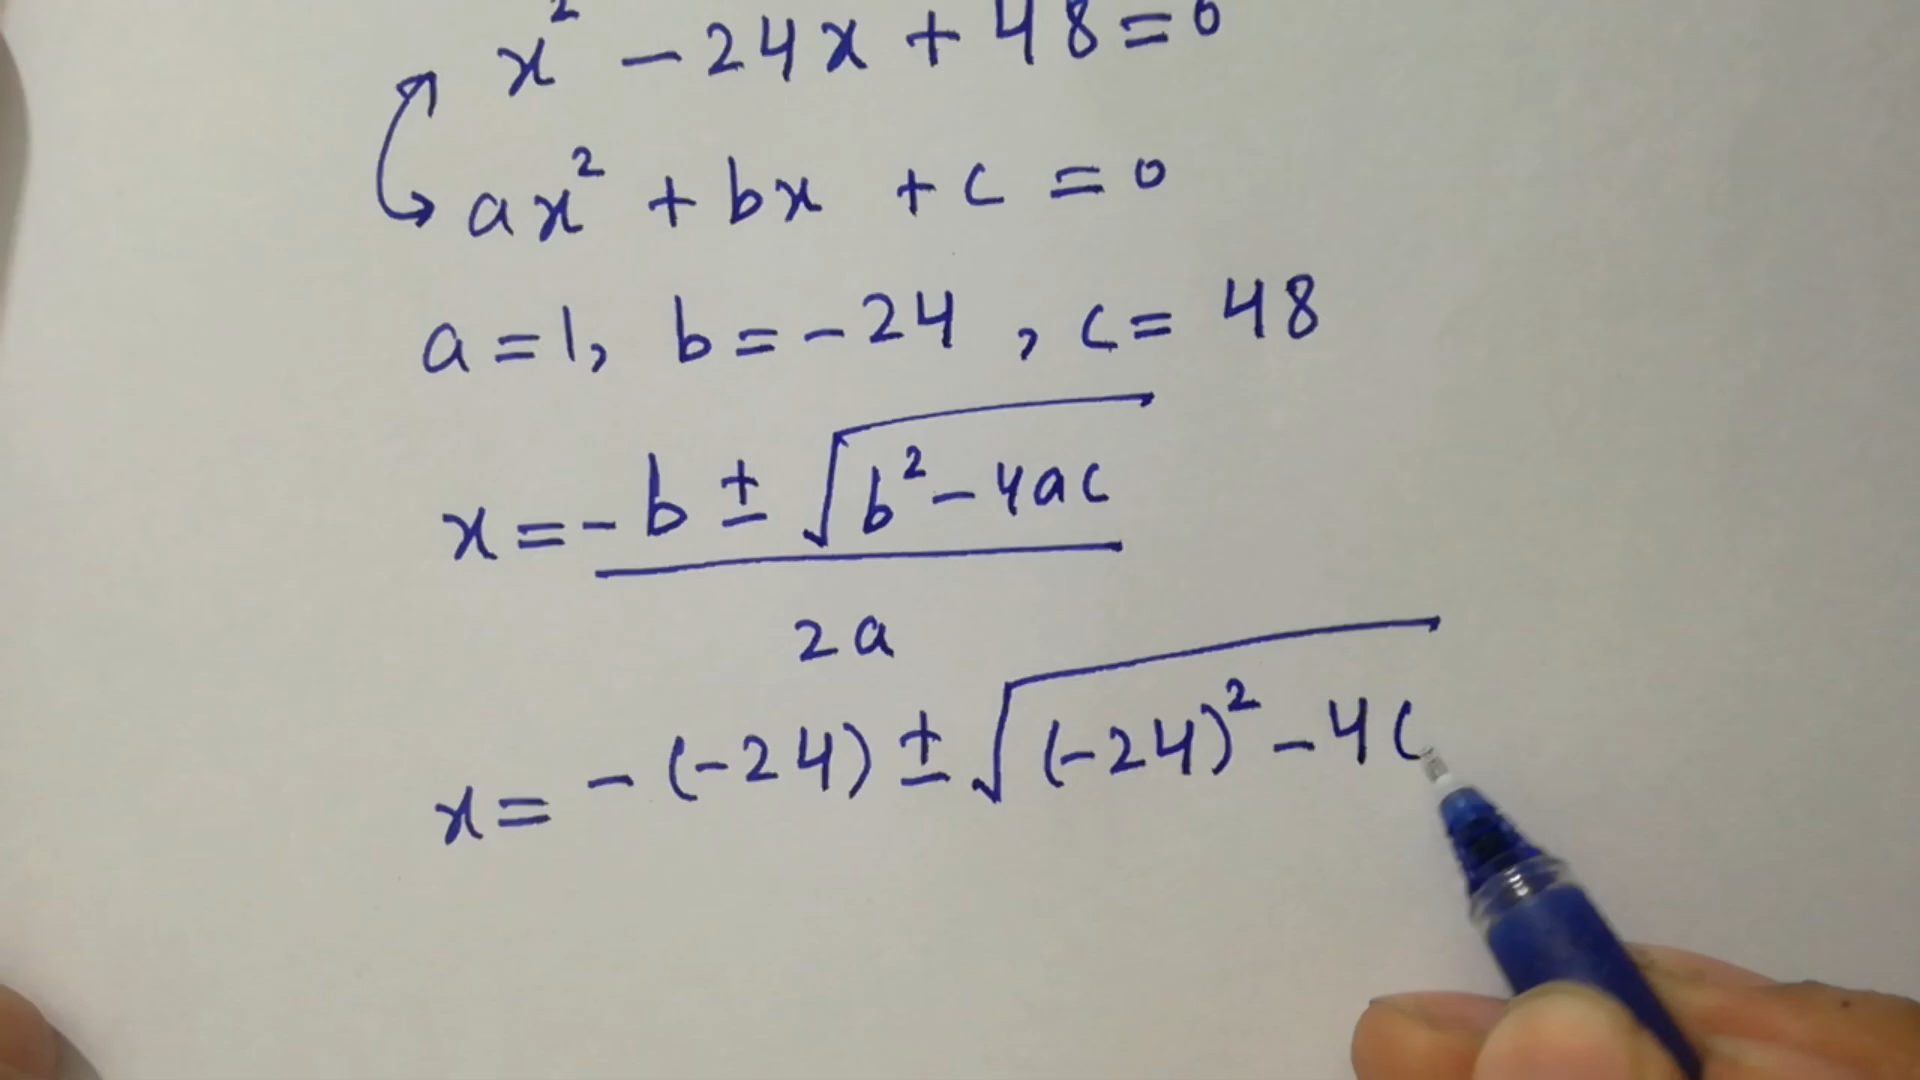 x² - 24x + 48 = 0
ax² + bx + c = 0
a = 1, b = -24, c = 48
x = -b ± √(b² - 4ac)
2a
x = -(-24) ± √((-24)² - 4(